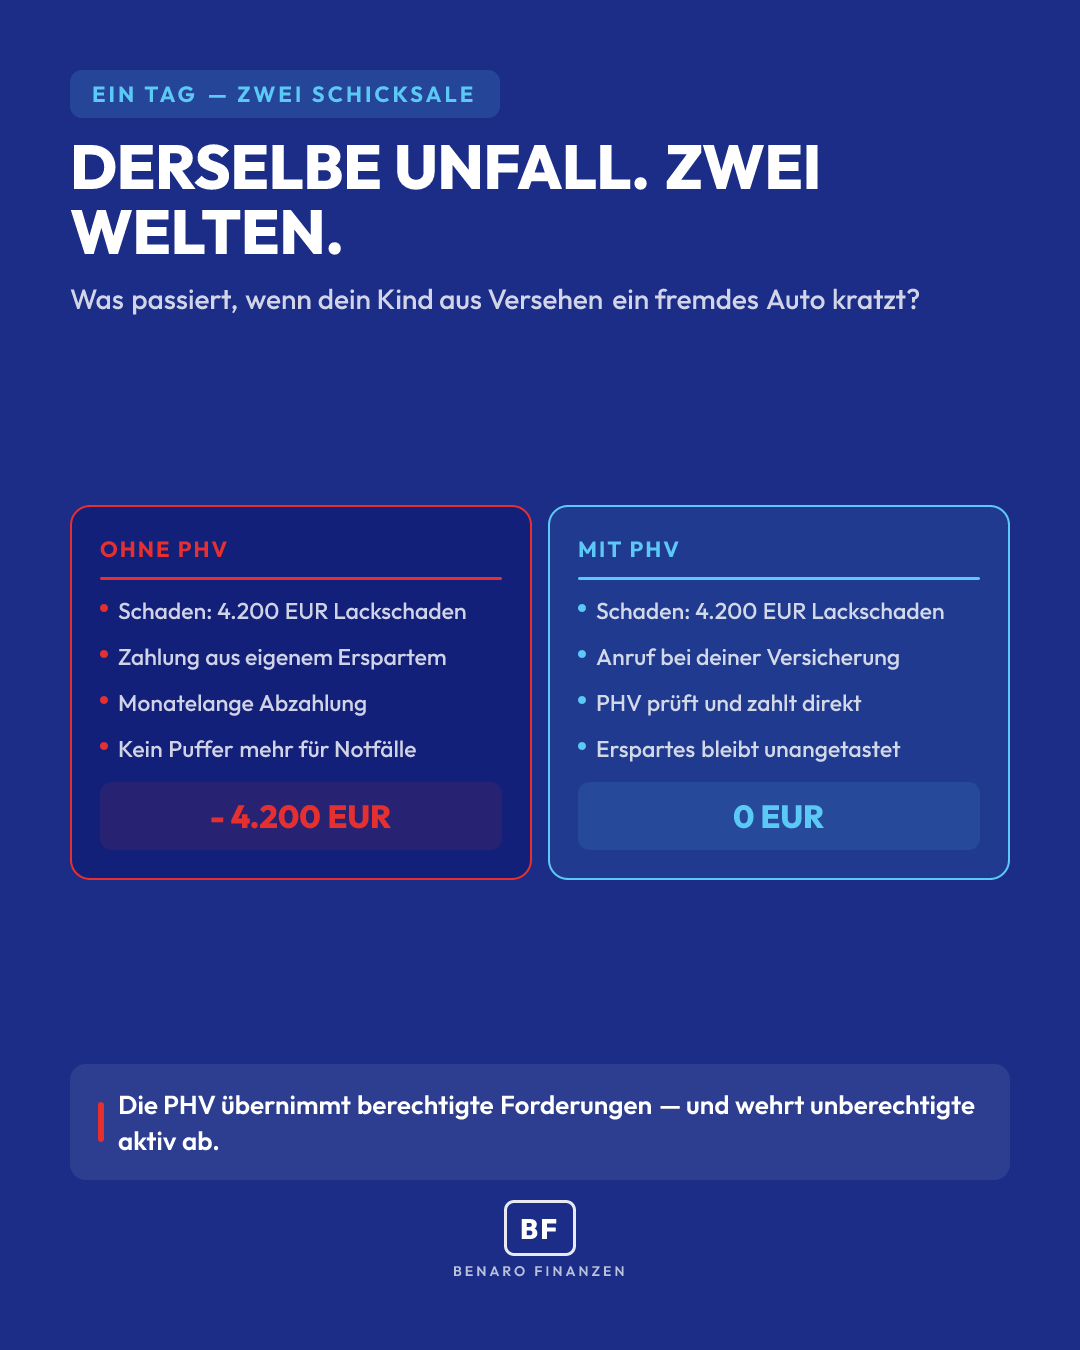 EIN TAG — ZWEI SCHICKSALE
DERSELBE UNFALL. ZWEI
WELTEN.
Was passiert, wenn dein Kind aus Versehen ein fremdes Auto kratzt?
OHNE PHV
• Schaden: 4.200 EUR Lackschaden
• Zahlung aus eigenem Erspartem
• Monatelange Abzahlung
• Kein Puffer mehr für Notfälle
- 4.200 EUR
MIT PHV
• Schaden: 4.200 EUR Lackschaden
• Anruf bei deiner Versicherung
• PHV prüft und zahlt direkt
• Erspartes bleibt unangetastet
0 EUR
Die PHV übernimmt berechtigte Forderungen — und wehrt unberechtigte
aktiv ab.
BF
BENARO FINANZEN